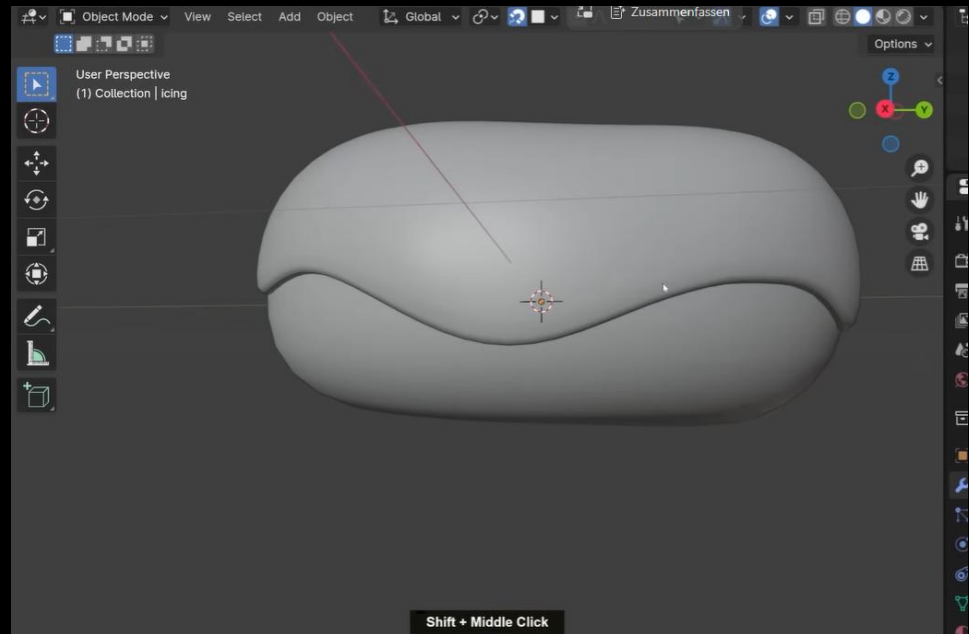 Object Mode View Select Add Object Global Zusammenfassen
Options
User Perspective
(1) Collection | icing
Z
X Y
Shift + Middle Click